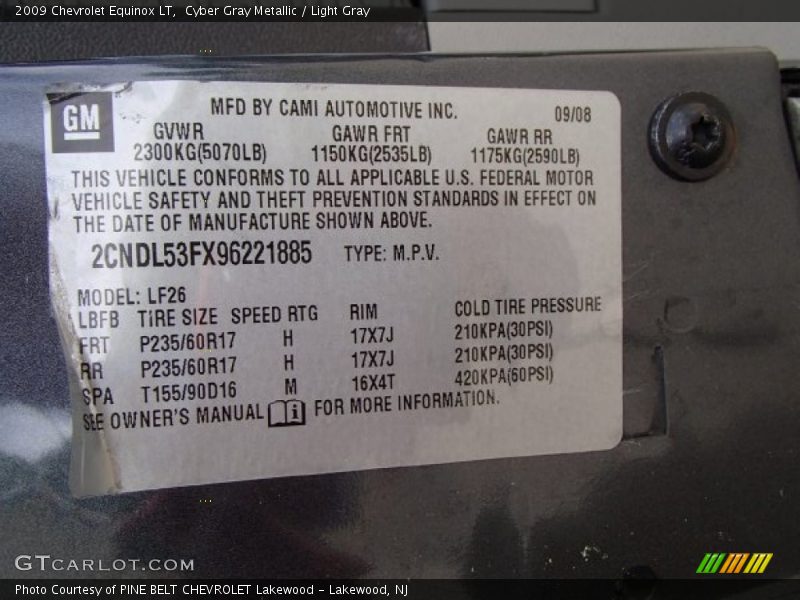 2009 Chevrolet Equinox LT,  Cyber Gray Metallic / Light Gray
GM
MFD BY CAMI AUTOMOTIVE INC.
09/08
GVWR GAWR FRT GAWR RR
2300KG(5070LB) 1150KG(2535LB) 1175KG(2590LB)
THIS VEHICLE CONFORMS TO ALL APPLICABLE U.S. FEDERAL MOTOR
VEHICLE SAFETY AND THEFT PREVENTION STANDARDS IN EFFECT ON
THE DATE OF MANUFACTURE SHOWN ABOVE.
2CNDL53FX96221885 TYPE: M.P.V.
MODEL: LF26
LBFB TIRE SIZE SPEED RTG RIM COLD TIRE PRESSURE
FRT P235/60R17 H 17X7J 210KPA(30PSI)
RR P235/60R17 H 17X7J 210KPA(30PSI)
SPA T155/90D16 M 16X4T 420KPA(60PSI)
SEE OWNER'S MANUAL i FOR MORE INFORMATION.
GTCARLOT.COM
Photo Courtesy of PINE BELT CHEVROLET Lakewood - Lakewood, NJ